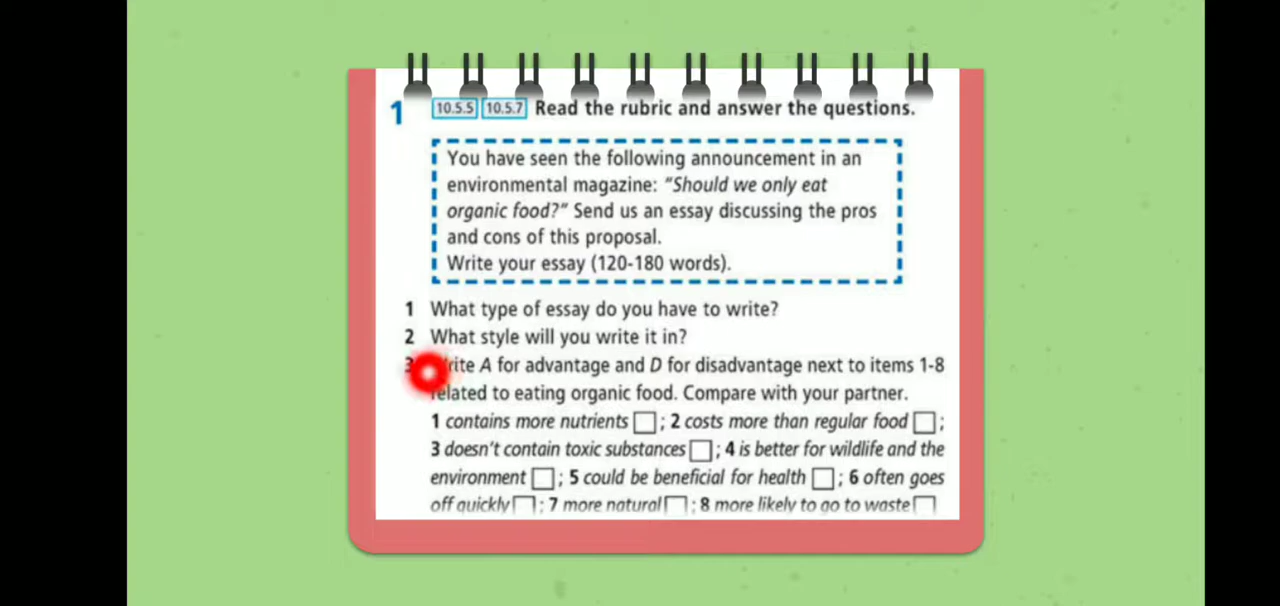 1 10.5.5 10.5.7 Read the rubric and answer the questions.
You have seen the following announcement in an
environmental magazine: "Should we only eat
organic food?" Send us an essay discussing the pros
and cons of this proposal.
Write your essay (120-180 words).
1 What type of essay do you have to write?
2 What style will you write it in?
3 A for advantage and D for disadvantage next to items 1-8
related to eating organic food. Compare with your partner.
1 contains more nutrients ; 2 costs more than regular food ;
3 doesn't contain toxic substances ; 4 is better for wildlife and the
environment ; 5 could be beneficial for health ; 6 often goes
off quickly ; 7 more natural ; 8 more likely to go to waste